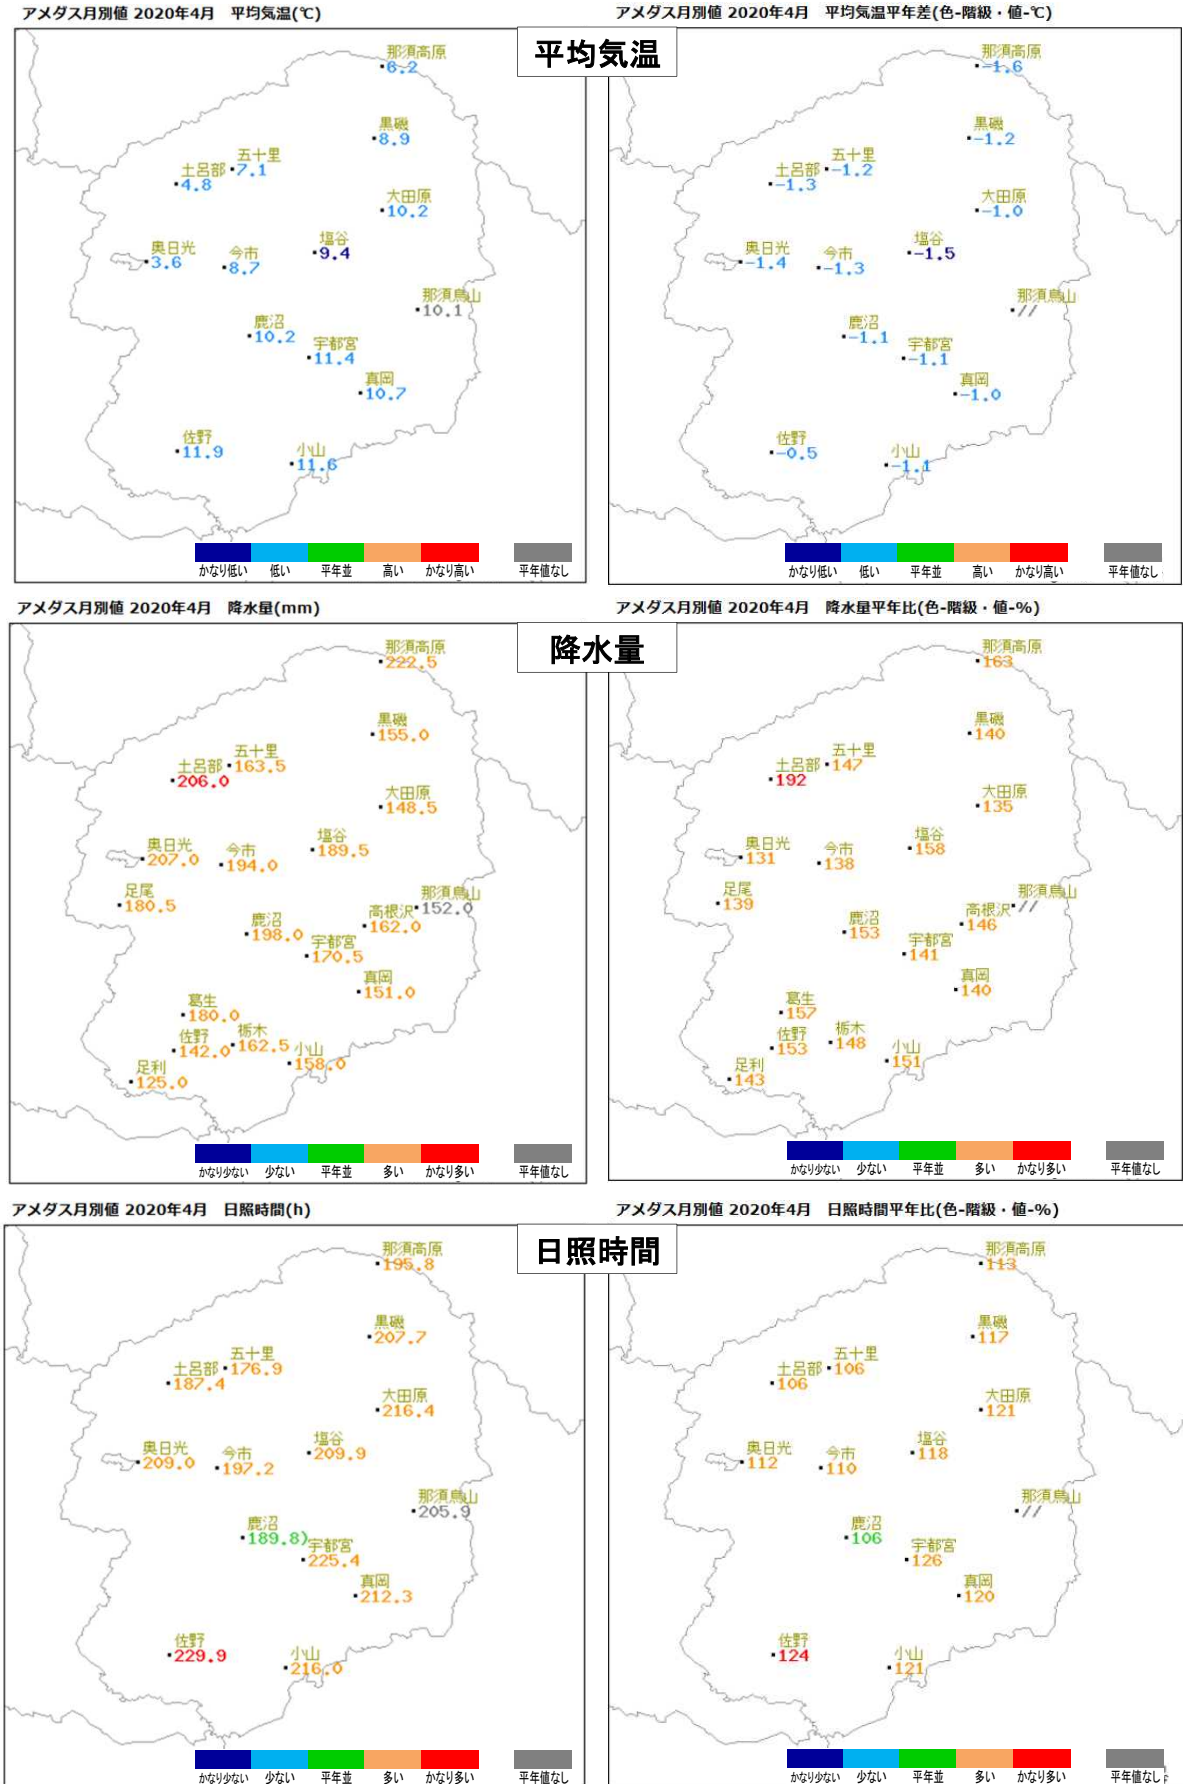 アメダス月別値 2020年4月　平均気温(℃)
アメダス月別値 2020年4月　平均気温平年差(色-階級・値-℃)
平均気温
那須高原
6.2
黒磯
8.9
五十里
7.1
土呂部
4.8
大田原
10.2
塩谷
9.4
奥日光
3.6
今市
8.7
那須烏山
10.1
鹿沼
10.2
宇都宮
11.4
真岡
10.7
佐野
11.9
小山
11.6
かなり低い 低い 平年並 高い かなり高い 平年値なし
那須高原
-1.6
黒磯
-1.2
五十里
-1.2
土呂部
-1.3
大田原
-1.0
塩谷
-1.5
奥日光
-1.4
今市
-1.3
那須烏山
//
鹿沼
-1.1
宇都宮
-1.1
真岡
-1.0
佐野
-0.5
小山
-1.1
かなり低い 低い 平年並 高い かなり高い 平年値なし
アメダス月別値 2020年4月　降水量(mm)
アメダス月別値 2020年4月　降水量平年比(色-階級・値-%)
降水量
那須高原
222.5
黒磯
155.0
五十里
163.5
土呂部
206.0
大田原
148.5
塩谷
189.5
奥日光
207.0
今市
194.0
足尾
180.5
那須烏山
152.0
高根沢
162.0
鹿沼
198.0
宇都宮
170.5
真岡
151.0
葛生
180.0
佐野
142.0
栃木
162.5
小山
158.0
足利
125.0
かなり少ない 少ない 平年並 多い かなり多い 平年値なし
那須高原
163
黒磯
140
五十里
147
土呂部
192
大田原
135
塩谷
158
奥日光
131
今市
138
足尾
139
那須烏山
//
高根沢
146
鹿沼
153
宇都宮
141
真岡
140
葛生
157
佐野
153
栃木
148
小山
151
足利
143
かなり少ない 少ない 平年並 多い かなり多い 平年値なし
アメダス月別値 2020年4月　日照時間(h)
アメダス月別値 2020年4月　日照時間平年比(色-階級・値-%)
日照時間
那須高原
195.8
黒磯
207.7
五十里
176.9
土呂部
187.4
大田原
216.4
塩谷
209.9
奥日光
209.0
今市
197.2
那須烏山
205.9
鹿沼
189.8)
宇都宮
225.4
真岡
212.3
佐野
229.9
小山
216.0
かなり少ない 少ない 平年並 多い かなり多い 平年値なし
那須高原
113
黒磯
117
五十里
106
土呂部
106
大田原
121
塩谷
118
奥日光
112
今市
110
那須烏山
//
鹿沼
106
宇都宮
126
真岡
120
佐野
124
小山
121
かなり少ない 少ない 平年並 多い かなり多い 平年値なし